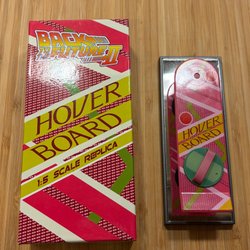 BACK
TO THE
FUTURE II
HOVER
BOARD
1:5 SCALE REPLICA
HOVER
BOARD